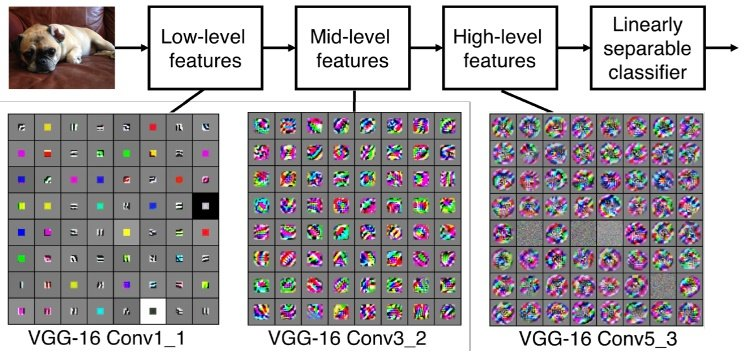 Low-level
features
Mid-level
features
High-level
features
Linearly
separable
classifier
VGG-16 Conv1_1
VGG-16 Conv3_2
VGG-16 Conv5_3